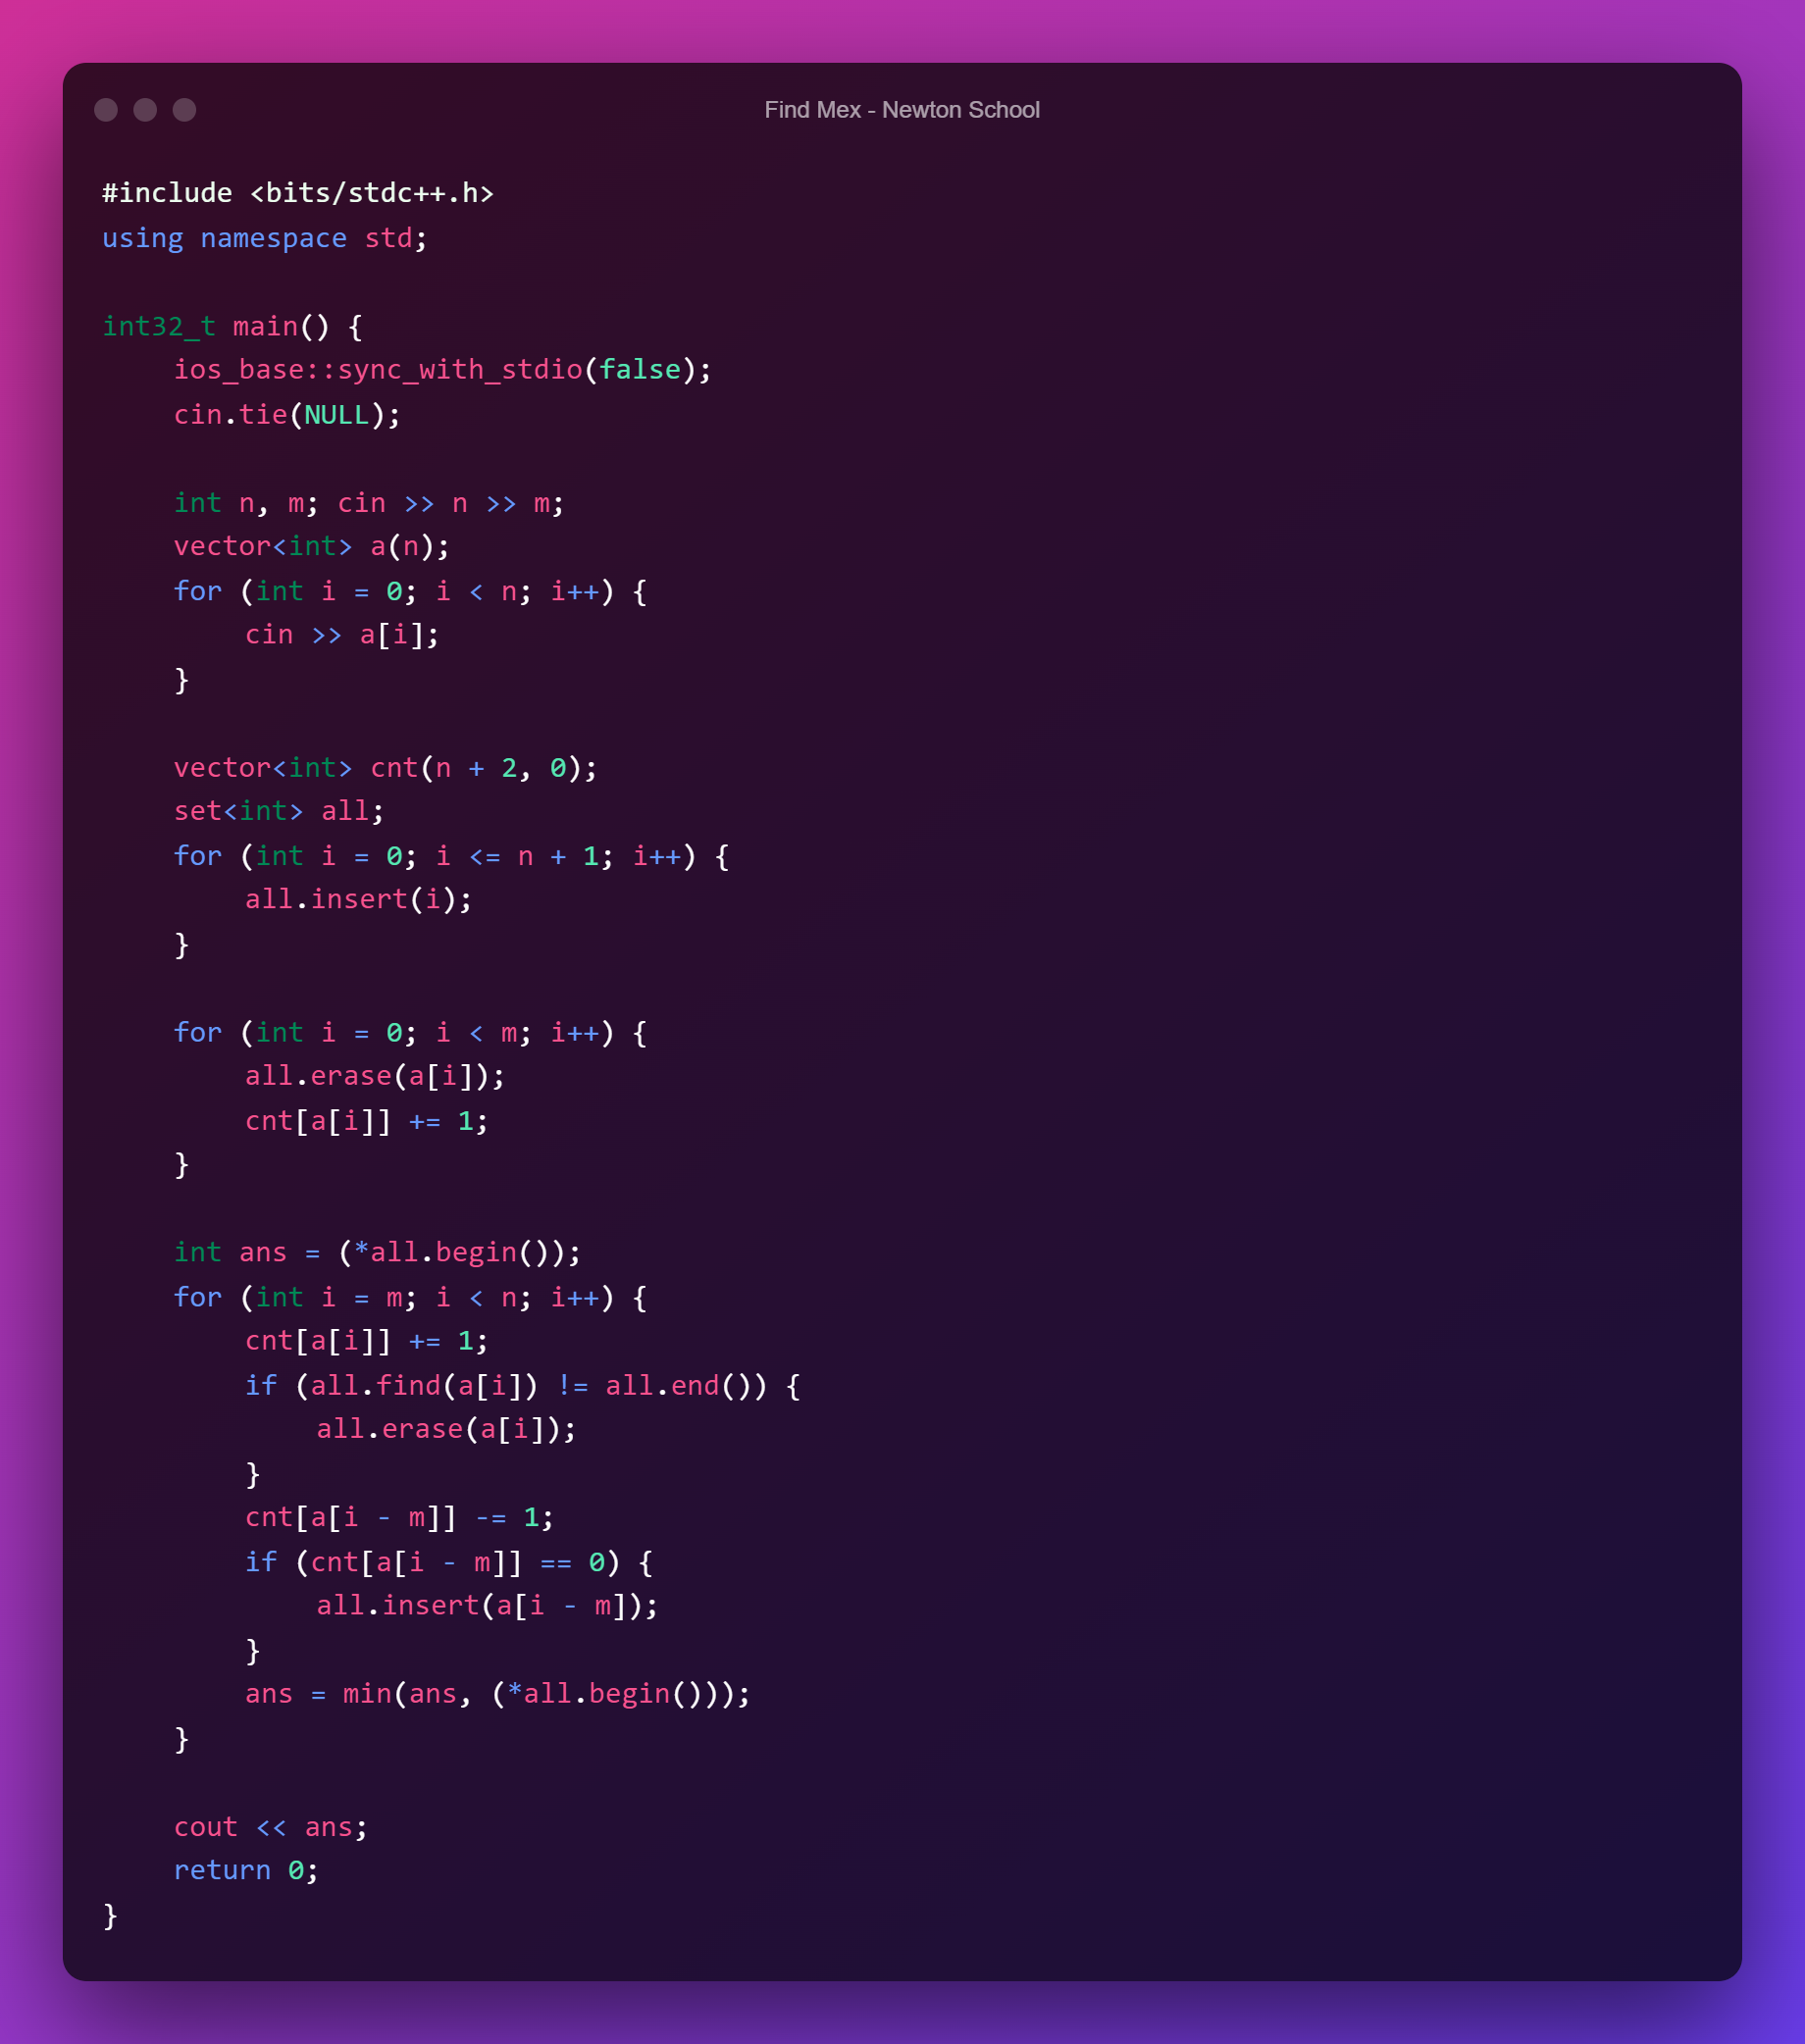 Find Mex - Newton School
#include <bits/stdc++.h>
using namespace std;
int32_t main() {
ios_base::sync_with_stdio(false);
cin.tie(NULL);
int n, m; cin >> n >> m;
vector<int> a(n);
for (int i = 0; i < n; i++) {
cin >> a[i];
}
vector<int> cnt(n + 2, 0);
set<int> all;
for (int i = 0; i <= n + 1; i++) {
all.insert(i);
}
for (int i = 0; i < m; i++) {
all.erase(a[i]);
cnt[a[i]] += 1;
}
int ans = (*all.begin());
for (int i = m; i < n; i++) {
cnt[a[i]] += 1;
if (all.find(a[i]) != all.end()) {
all.erase(a[i]);
}
cnt[a[i - m]] -= 1;
if (cnt[a[i - m]] == 0) {
all.insert(a[i - m]);
}
ans = min(ans, (*all.begin()));
}
cout << ans;
return 0;
}